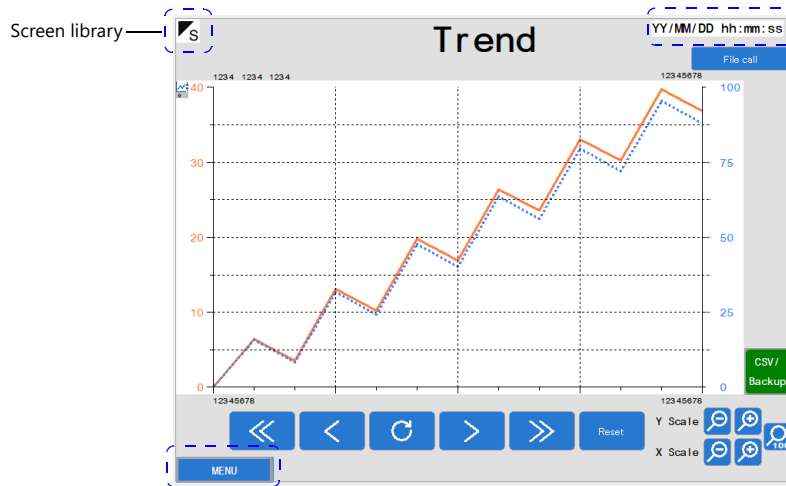 Screen library
S
Trend
YY/MM/DD hh:mm:ss
File call
1234 1234 1234
12345678
40
100
30
75
20
50
10
25
0
0
CSV/
Backup
12345678
12345678
Reset
Y Scale
X Scale
100
MENU